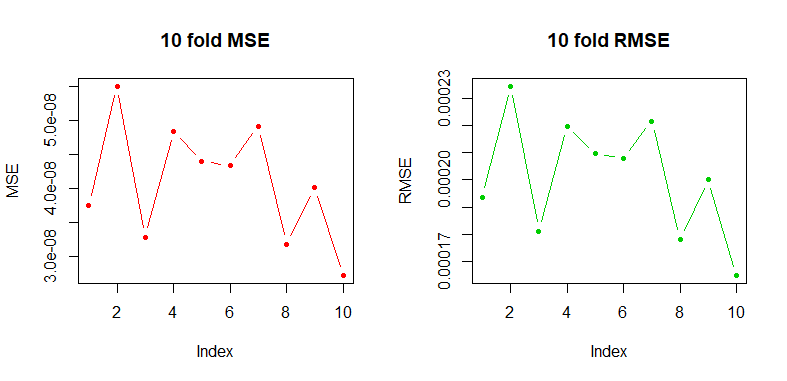 10 fold MSE
MSE
5.0e-08
4.0e-08
3.0e-08
2 4 6 8 10
Index
10 fold RMSE
RMSE
0.00023
0.00020
0.00017
2 4 6 8 10
Index